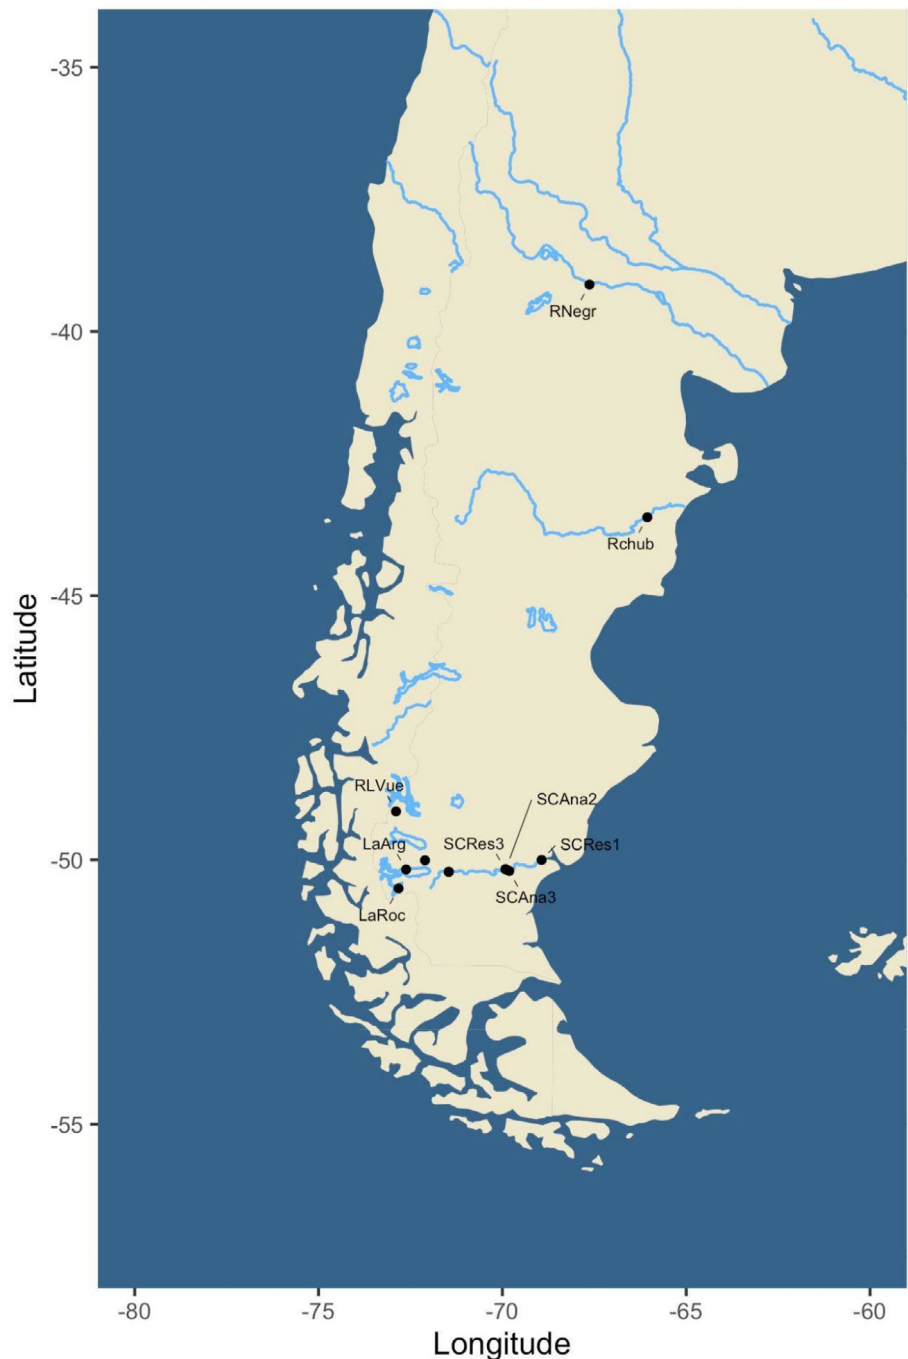 -35
RNegr
-40
Rchub
-45
Latitude
RLVue
SCAna2
LaArg
SCRes3
SCRes1
-50
SCAna3
LaRoc
-55
-80
-75
-70
-65
-60
Longitude